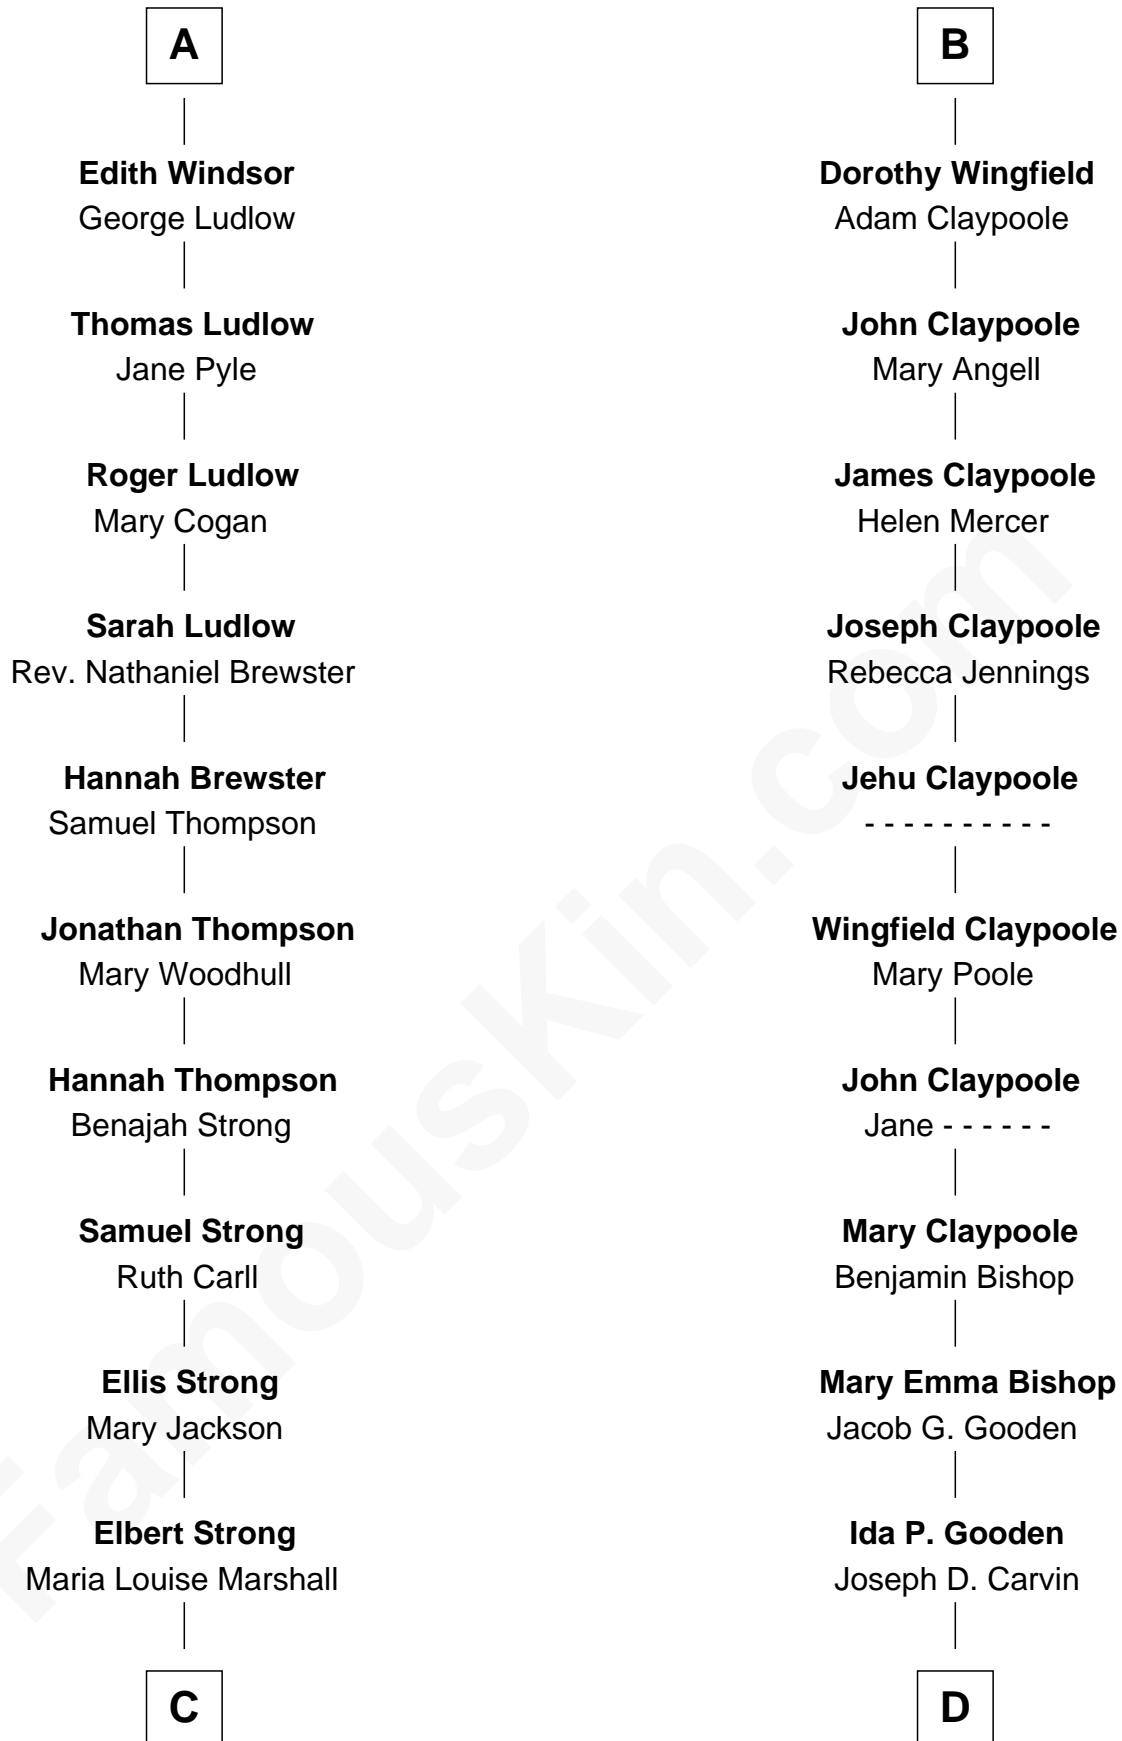 A
Edith Windsor
George Ludlow
Thomas Ludlow
Jane Pyle
Roger Ludlow
Mary Cogan
Sarah Ludlow
Rev. Nathaniel Brewster
Hannah Brewster
Samuel Thompson
Jonathan Thompson
Mary Woodhull
Hannah Thompson
Benajah Strong
Samuel Strong
Ruth Carll
Ellis Strong
Mary Jackson
Elbert Strong
Maria Louise Marshall
C
B
Dorothy Wingfield
Adam Claypoole
John Claypoole
Mary Angell
James Claypoole
Helen Mercer
Joseph Claypoole
Rebecca Jennings
Jehu Claypoole
- - - - - - - - - -
Wingfield Claypoole
Mary Poole
John Claypoole
Jane - - - - - -
Mary Claypoole
Benjamin Bishop
Mary Emma Bishop
Jacob G. Gooden
Ida P. Gooden
Joseph D. Carvin
D
FamousKin.com